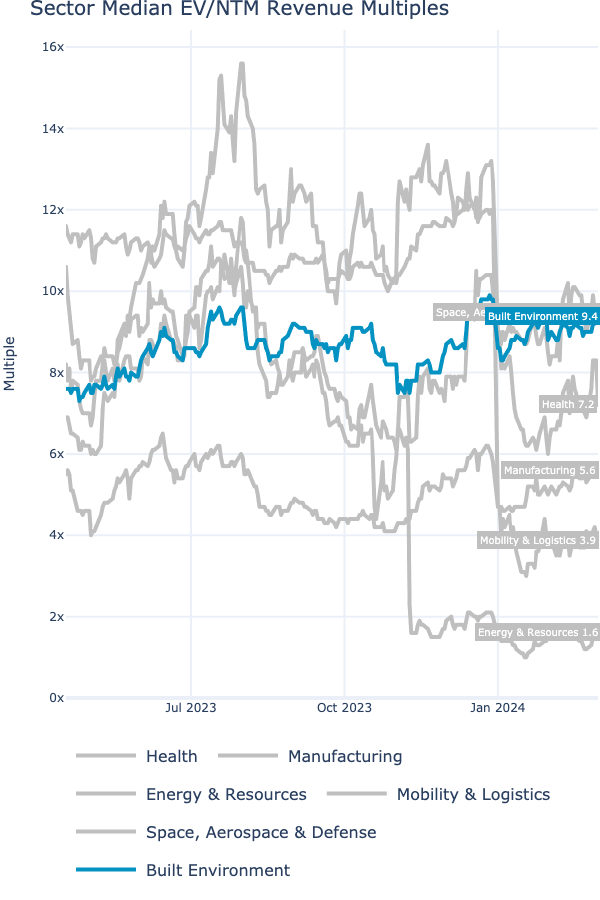 Sector Median EV/NTM Revenue Multiples
16x
14x
12x
10x
8x
6x
4x
2x
0x
Multiple
Space, Ae
Built Environment 9.4
Health 7.2
Manufacturing 5.6
Mobility & Logistics 3.9
Energy & Resources 1.6
Jul 2023
Oct 2023
Jan 2024
Health
Manufacturing
Energy & Resources
Mobility & Logistics
Space, Aerospace & Defense
Built Environment